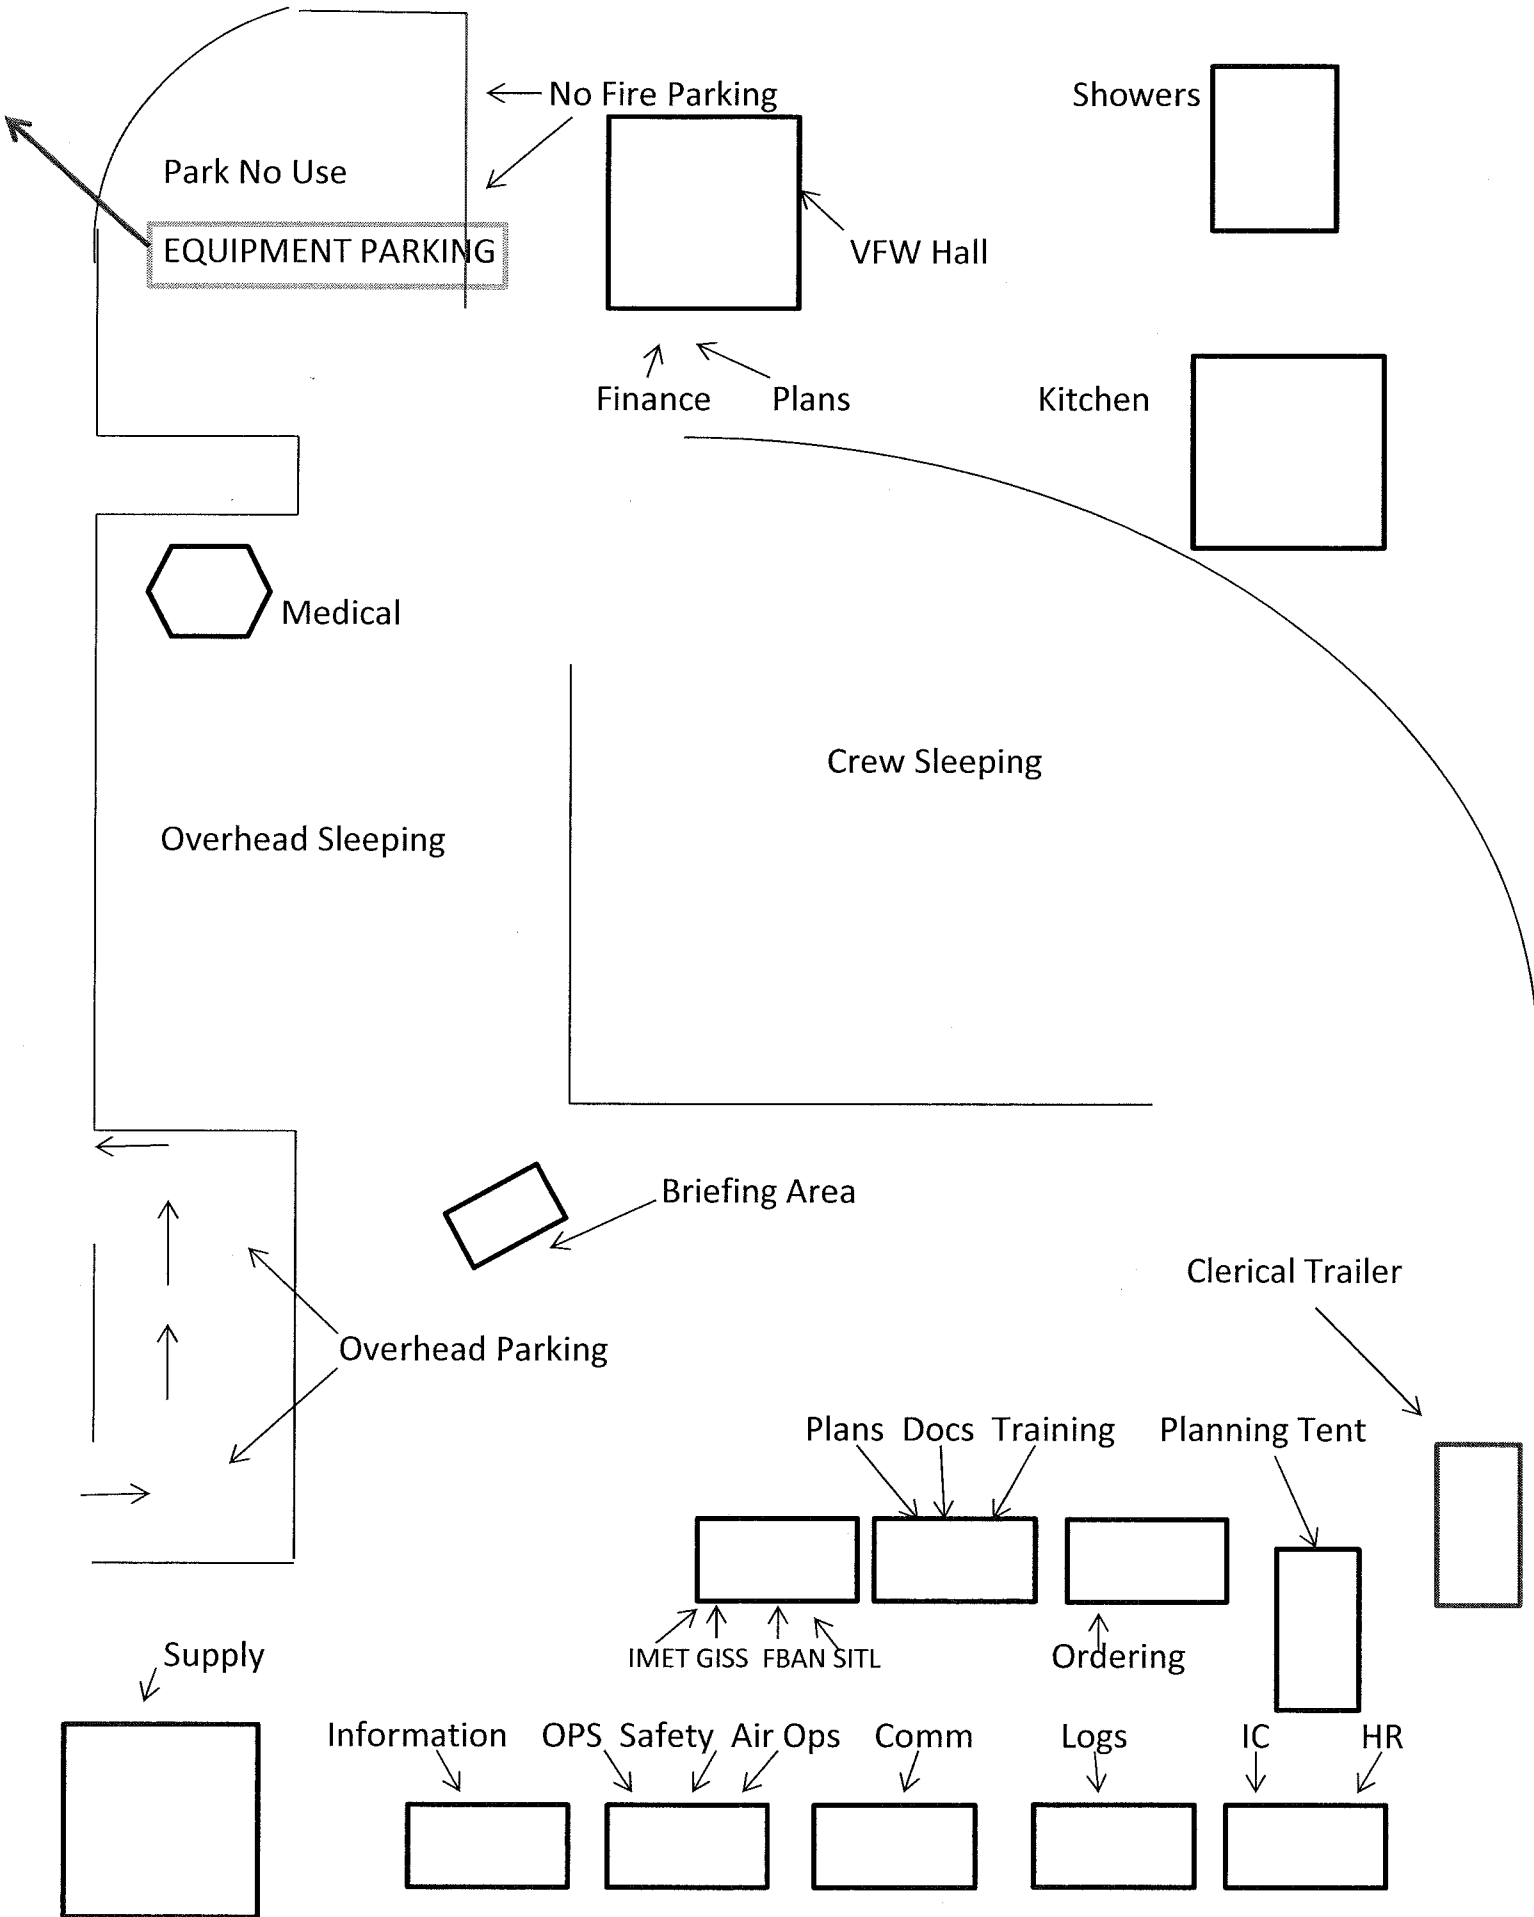 No Fire Parking
Showers
Park No Use
EQUIPMENT PARKING
VFW Hall
Finance Plans
Kitchen
Medical
Crew Sleeping
Overhead Sleeping
Briefing Area
Clerical Trailer
Overhead Parking
Plans Docs Training Planning Tent
IMET GISS FBAN SITL
Ordering
Supply
Information OPS Safety Air Ops Comm Logs IC HR